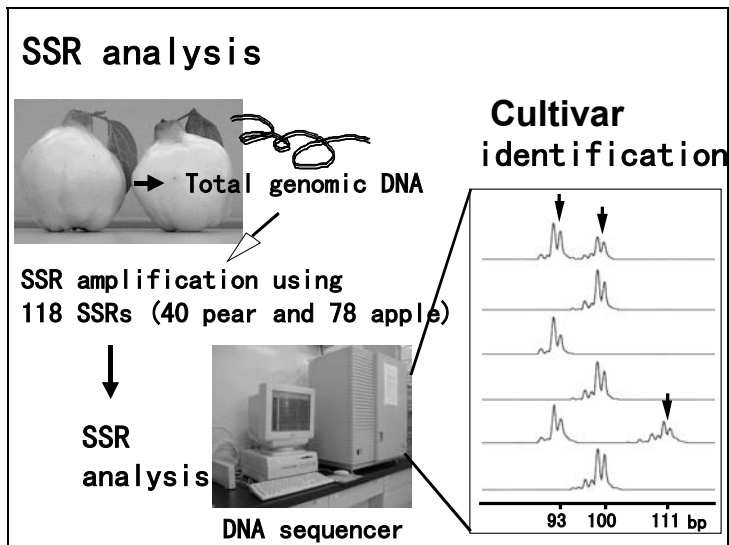 SSR analysis
Total genomic DNA
SSR amplification using
118 SSRs (40 pear and 78 apple)
SSR
analysis
DNA sequencer
Cultivar
identification
93 100 111 bp